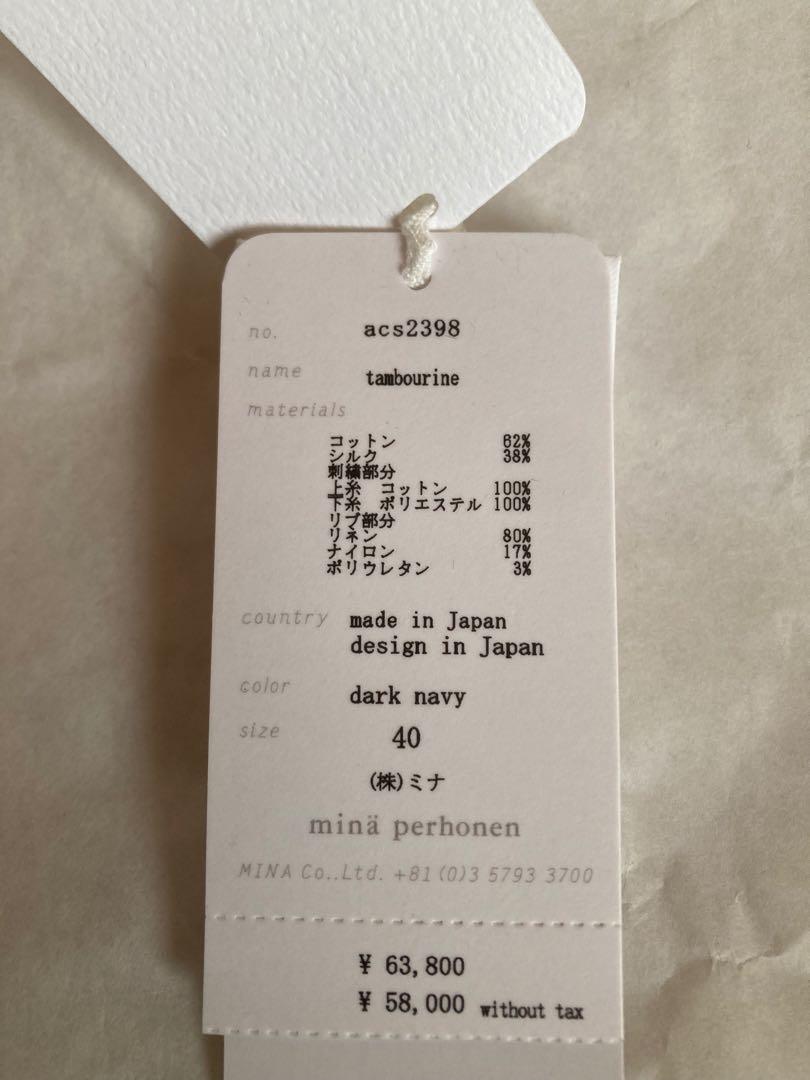 no. acs2398
name tambourine
materials
コットン 62%
シルク 38%
刺繍部分
上糸 コットン 100%
下糸 ポリエステル 100%
リブ部分
リネン 80%
ナイロン 17%
ポリウレタン 3%
country made in Japan
design in Japan
color dark navy
size 40
(株)ミナ
minä perhonen
MINA Co.,Ltd. +81(0)3 5793 3700
¥ 63,800
¥ 58,000 without tax